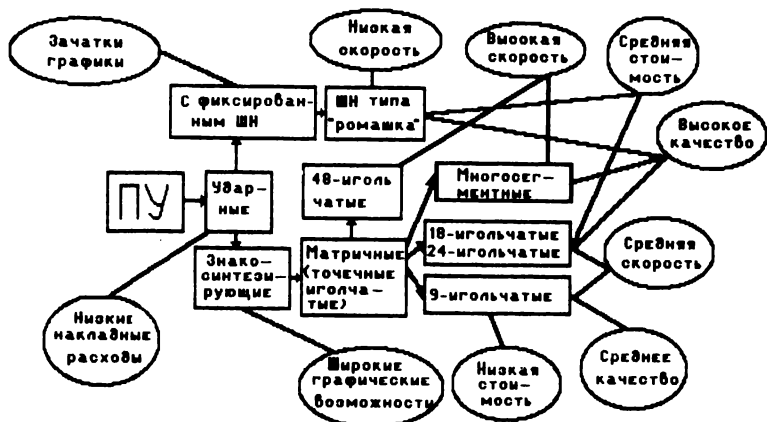 Зачатки
графики
Низкая
скорость
Высокая
скорость
Средняя
стои-
мость
С фиксирован-
ным ШН
ШН типа
"ромашка"
Высокое
качество
ПУ
Удар-
ные
48-иголь
чатые
Многосег-
ментные
Знако-
синтези-
рующие
Матричные
(точечные
иголча-
тые)
18-игольчатые
24-игольчатые
9-игольчатые
Средняя
скорость
Низкие
накладные
расходы
Широкие
графические
возможности
Низкая
стои-
мость
Среднее
качество